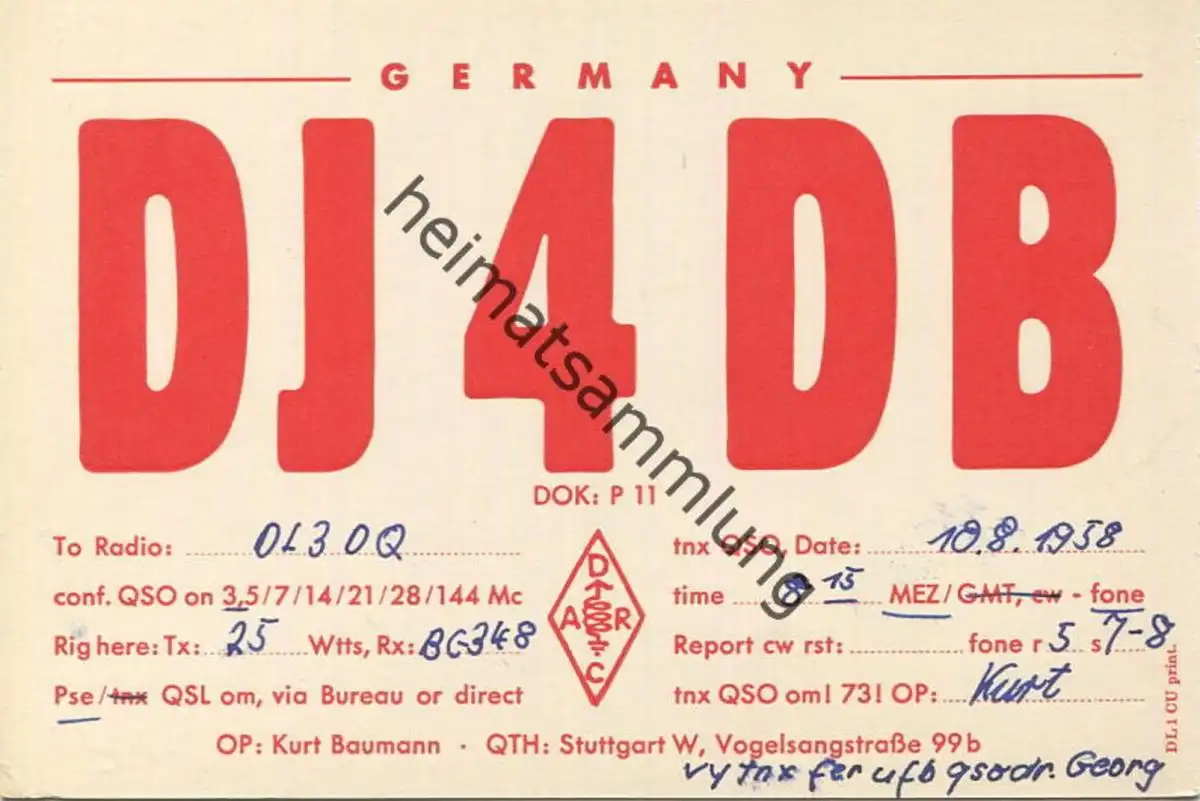 GERMANY
DJ4DB
heimatsammlung
DOK: P 11
To Radio: DL3OQ
conf. QSO on 3,5/7/14/21/28/144 Mc
Rig here: Tx: 25 Wtts, Rx: BC348
Pse/tnx QSL om, via Bureau or direct
DARC
tnx QSO, Date: 10.8.1958
time 8 15 MEZ/GMT, cw - fone
Report cw rst: fone r 5 s 7-8
tnx QSO om! 73! OP: Kurt
OP: Kurt Baumann · QTH: Stuttgart W, Vogelsangstraße 99b
vy tnx fer ufb qso dr. Georg
DL1CU print.